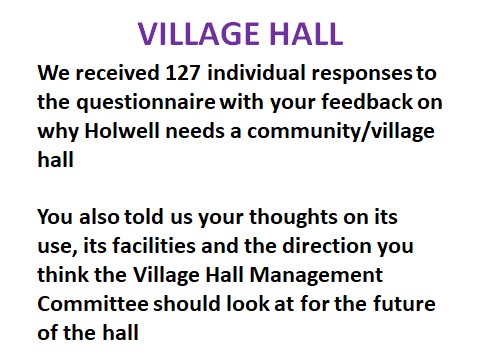 VILLAGE HALL
We received 127 individual responses to
the questionnaire with your feedback on
why Holwell needs a community/village
hall
You also told us your thoughts on its
use, its facilities and the direction you
think the Village Hall Management
Committee should look at for the future
of the hall